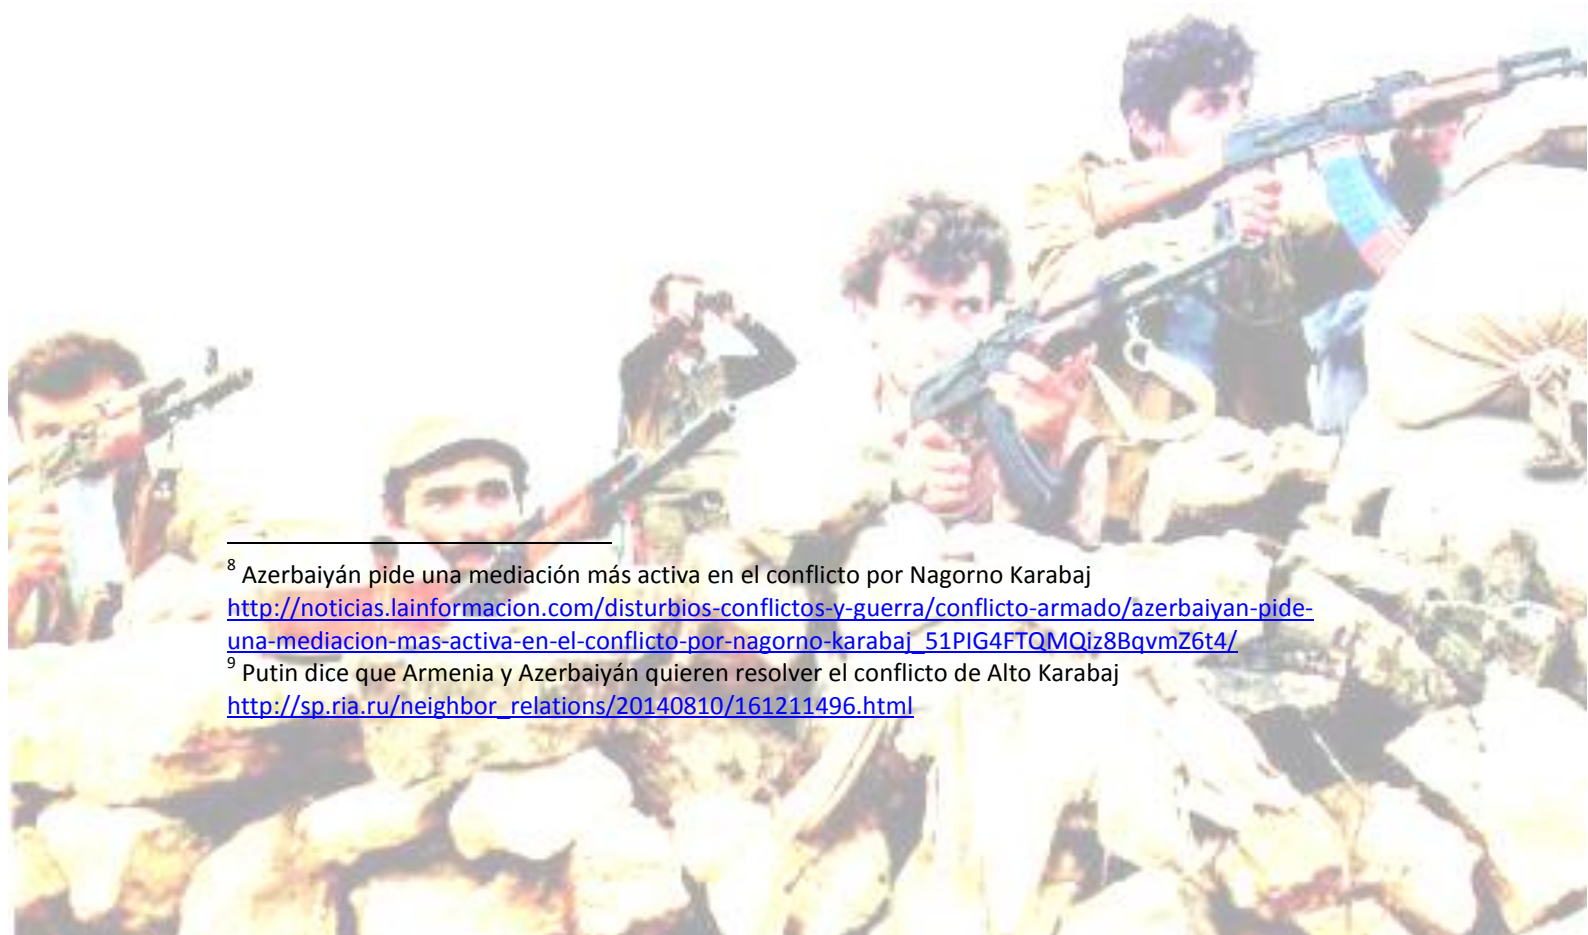 8 Azerbaiyán pide una mediación más activa en el conflicto por Nagorno Karabaj
http://noticias.lainformacion.com/disturbios-conflictos-y-guerra/conflicto-armado/azerbaiyan-pide-
una-mediacion-mas-activa-en-el-conflicto-por-nagorno-karabaj_51PIG4FTQMQiz8BqvmZ6t4/
9 Putin dice que Armenia y Azerbaiyán quieren resolver el conflicto de Alto Karabaj
http://sp.ria.ru/neighbor_relations/20140810/161211496.html